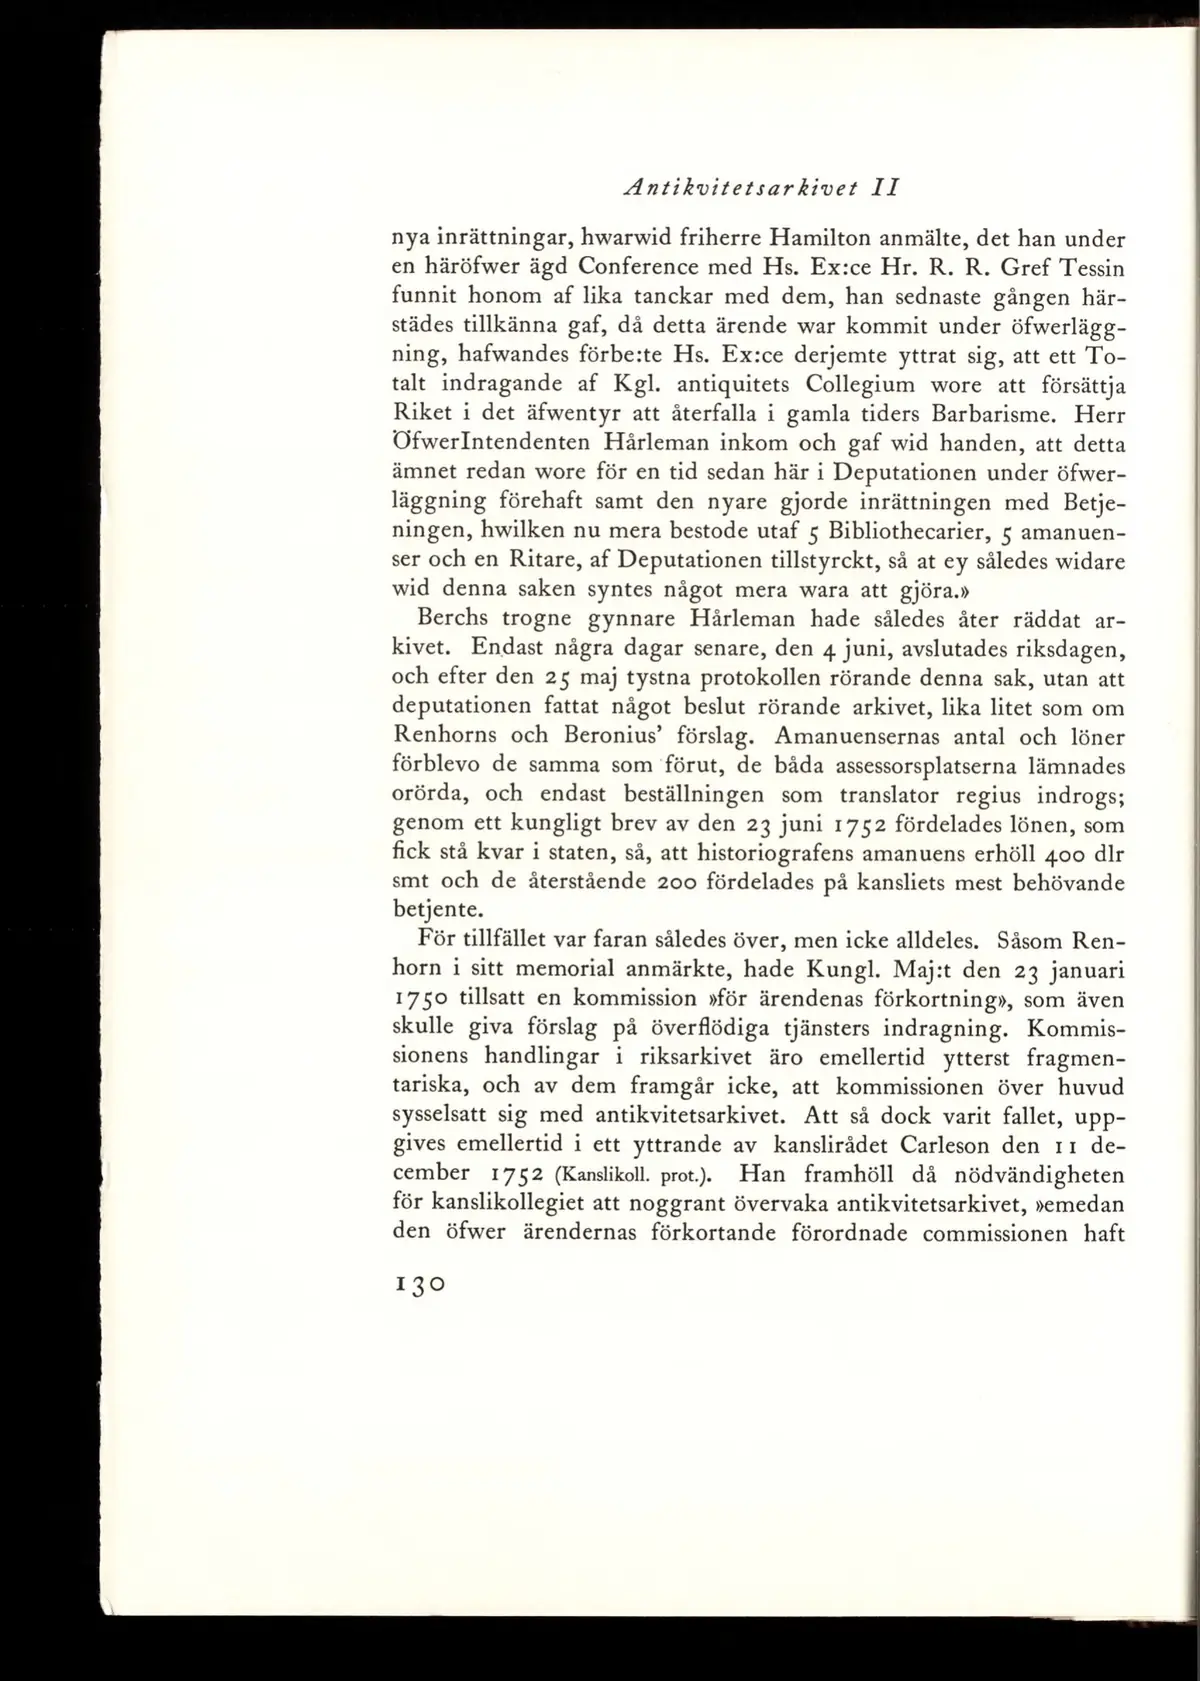 Antikvitetsarkivet II
nya inrättningar, hwarwid friherre Hamilton anmälte, det han under
en häröfwer ägd Conference med Hs. Ex:ce Hr. R. R. Gref Tessin
funnit honom af lika tanckar med dem, han sednaste gången här-
städes tillkänna gaf, då detta ärende war kommit under öfwerlägg-
ning, hafwandes förbe:te Hs. Ex:ce derjemte yttrat sig, att ett To-
talt indragande af Kgl. antiquitets Collegium wore att försättja
Riket i det äfwentyr att återfalla i gamla tiders Barbarisme. Herr
ÖfwerIntendenten Hårleman inkom och gaf wid handen, att detta
ämnet redan wore för en tid sedan här i Deputationen under öfwer-
läggning förehaft samt den nyare gjorde inrättningen med Betje-
ningen, hwilken nu mera bestode utaf 5 Bibliothecarier, 5 amanuen-
ser och en Ritare, af Deputationen tillstyrckt, så at ey således widare
wid denna saken syntes något mera wara att gjöra.»
Berchs trogne gynnare Hårleman hade således åter räddat ar-
kivet. Endast några dagar senare, den 4 juni, avslutades riksdagen,
och efter den 25 maj tystna protokollen rörande denna sak, utan att
deputationen fattat något beslut rörande arkivet, lika litet som om
Renhorns och Beronius’ förslag. Amanuensernas antal och löner
förblevo de samma som förut, de båda assessorsplatserna lämnades
orörda, och endast beställningen som translator regius indrogs;
genom ett kungligt brev av den 23 juni 1752 fördelades lönen, som
fick stå kvar i staten, så, att historiografens amanuens erhöll 400 dlr
smt och de återstående 200 fördelades på kansliets mest behövande
betjente.
För tillfället var faran således över, men icke alldeles. Såsom Ren-
horn i sitt memorial anmärkte, hade Kungl. Maj:t den 23 januari
1750 tillsatt en kommission »för ärendenas förkortning», som även
skulle giva förslag på överflödiga tjänsters indragning. Kommis-
sionens handlingar i riksarkivet äro emellertid ytterst fragmen-
tariska, och av dem framgår icke, att kommissionen över huvud
sysselsatt sig med antikvitetsarkivet. Att så dock varit fallet, upp-
gives emellertid i ett yttrande av kanslirådet Carleson den 11 de-
cember 1752 (Kanslikoll. prot.). Han framhöll då nödvändigheten
för kanslikollegiet att noggrant övervaka antikvitetsarkivet, »emedan
den öfwer ärendernas förkortande förordnade commissionen haft
130